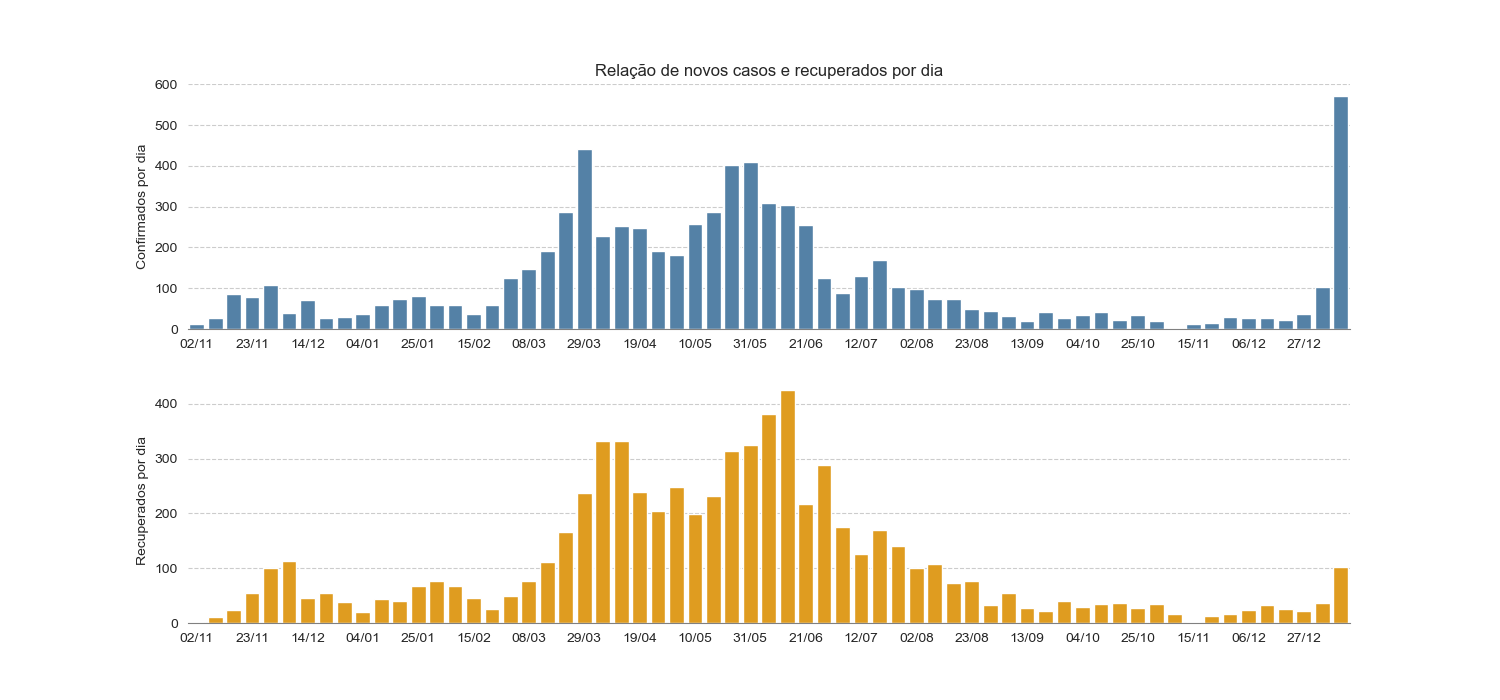 Relação de novos casos e recuperados por dia
600
500
400
300
200
100
0
Confirmados por dia
02/11 23/11 14/12 04/01 25/01 15/02 08/03 29/03 19/04 10/05 31/05 21/06 12/07 02/08 23/08 13/09 04/10 25/10 15/11 06/12 27/12
400
300
200
100
0
Recuperados por dia
02/11 23/11 14/12 04/01 25/01 15/02 08/03 29/03 19/04 10/05 31/05 21/06 12/07 02/08 23/08 13/09 04/10 25/10 15/11 06/12 27/12